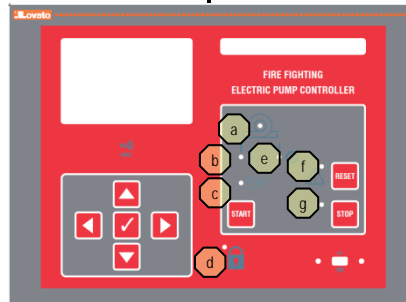 Lovato
FIRE FIGHTING
ELECTRIC PUMP CONTROLLER
a
b
e
f
RESET
c
g
START
STOP
d